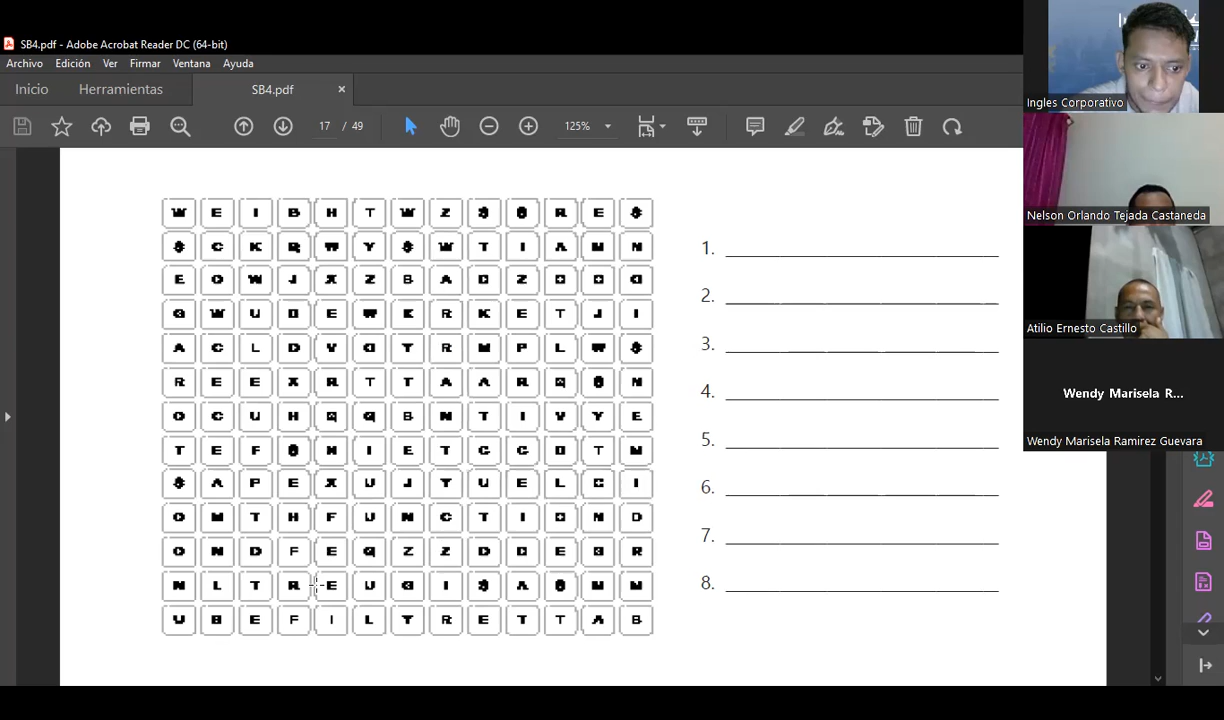 SB4.pdf - Adobe Acrobat Reader DC (64-bit)
Archivo Edición Ver Firmar Ventana Ayuda
Inicio Herramientas SB4.pdf ×
17 / 49 125%
W E I B H T W Z
C K R W Y S W T I A M N
E O W J X Z B A D Z O O
W U D E W K R K E T J I
A C L D V T R M P L W S
R E E X R T T A A R Q N
O C U H Q Q B N T I V Y E
T E F O N I E T G G O T M
S A P E X U J Y U E L C I
O M T H F U N C T I O N D
O N D F E Q Z Z D D E R
N L T R E U I A M M
U B E F I L Y R E T T A B
1.
2.
3.
4.
5.
6.
7.
8.
Ingles Corporativo
Nelson Orlando Tejada Castaneda
Atilio Ernesto Castillo
Wendy Marisela R...
Wendy Marisela Ramirez Guevara